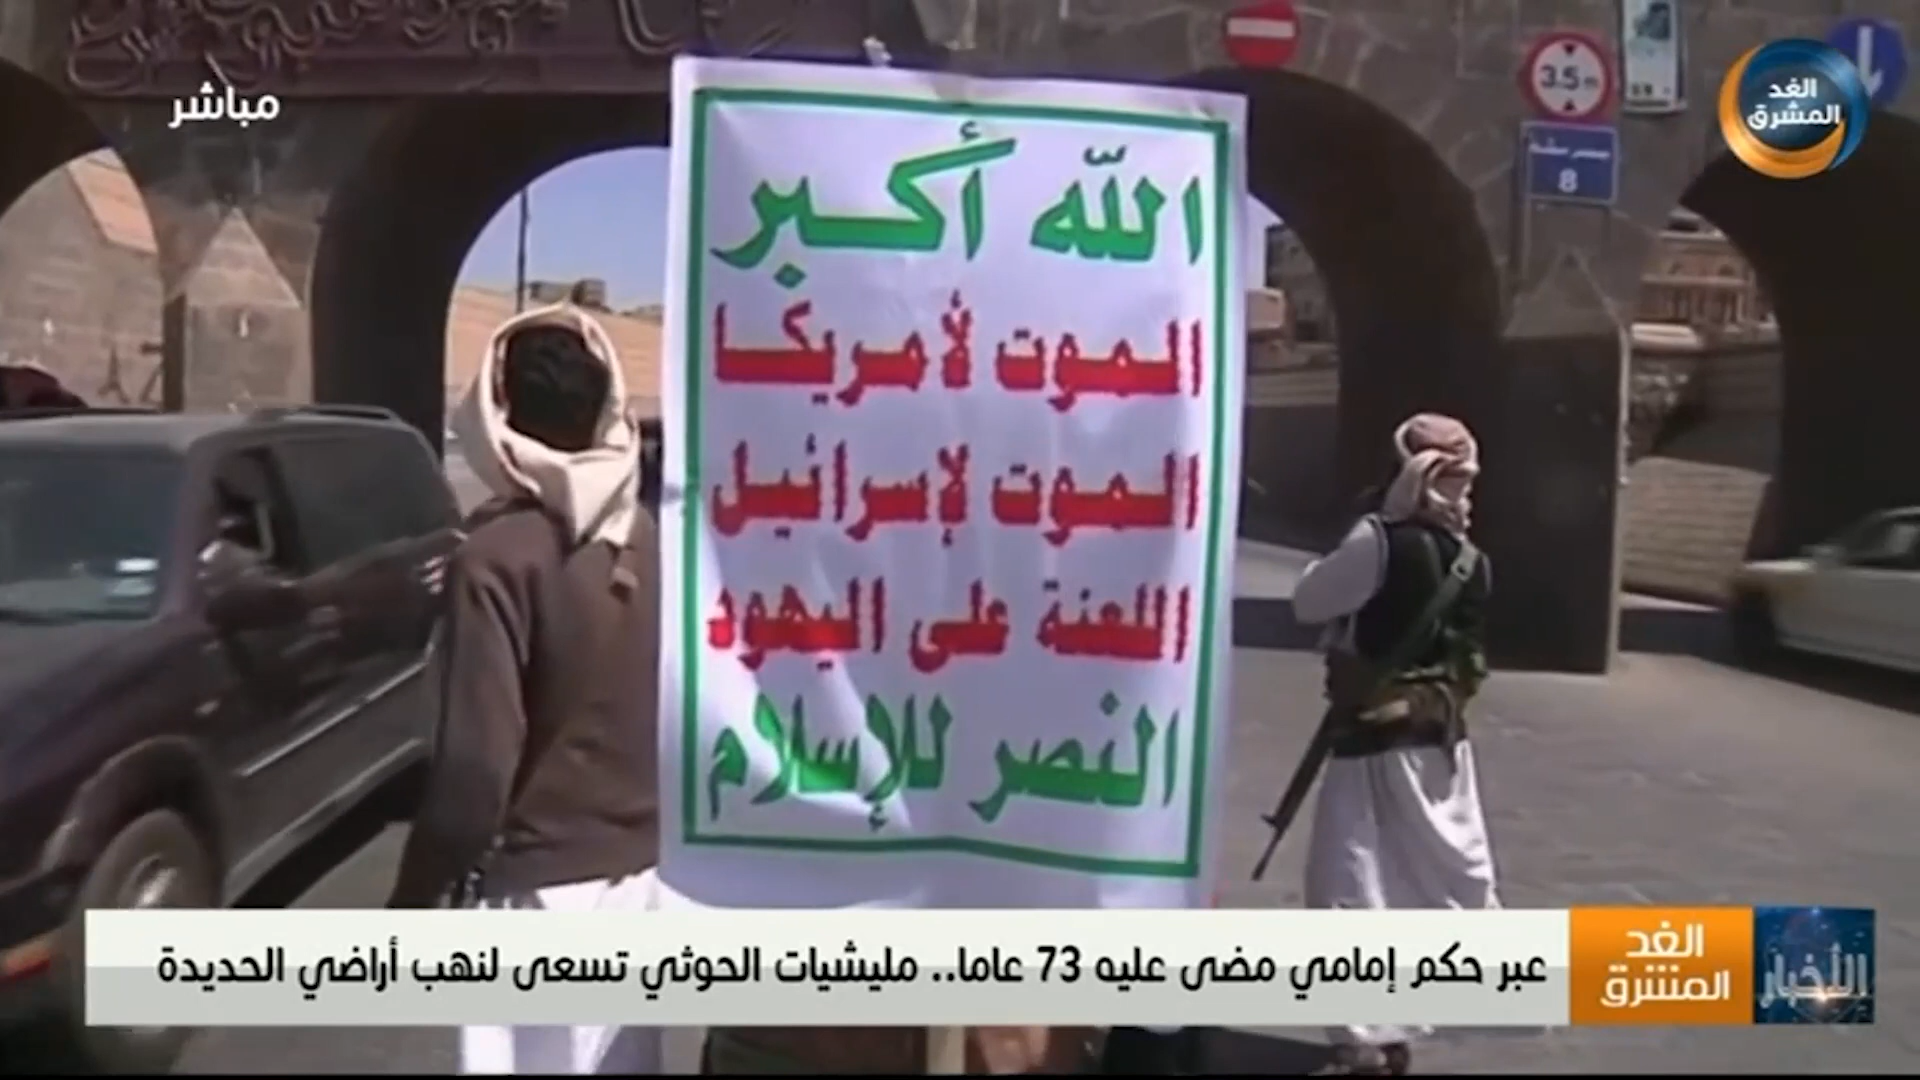 مباشر
الغد
المشرق
3.5 m
8
الله أكبر
الموت لأمريكا
الموت لإسرائيل
اللعنة على اليهود
النصر للإسلام
عبر حكم إمامي مضى عليه 73 عاما.. مليشيات الحوثي تسعى لنهب أراضي الحديدة
الغد
المشرق
الأخبار